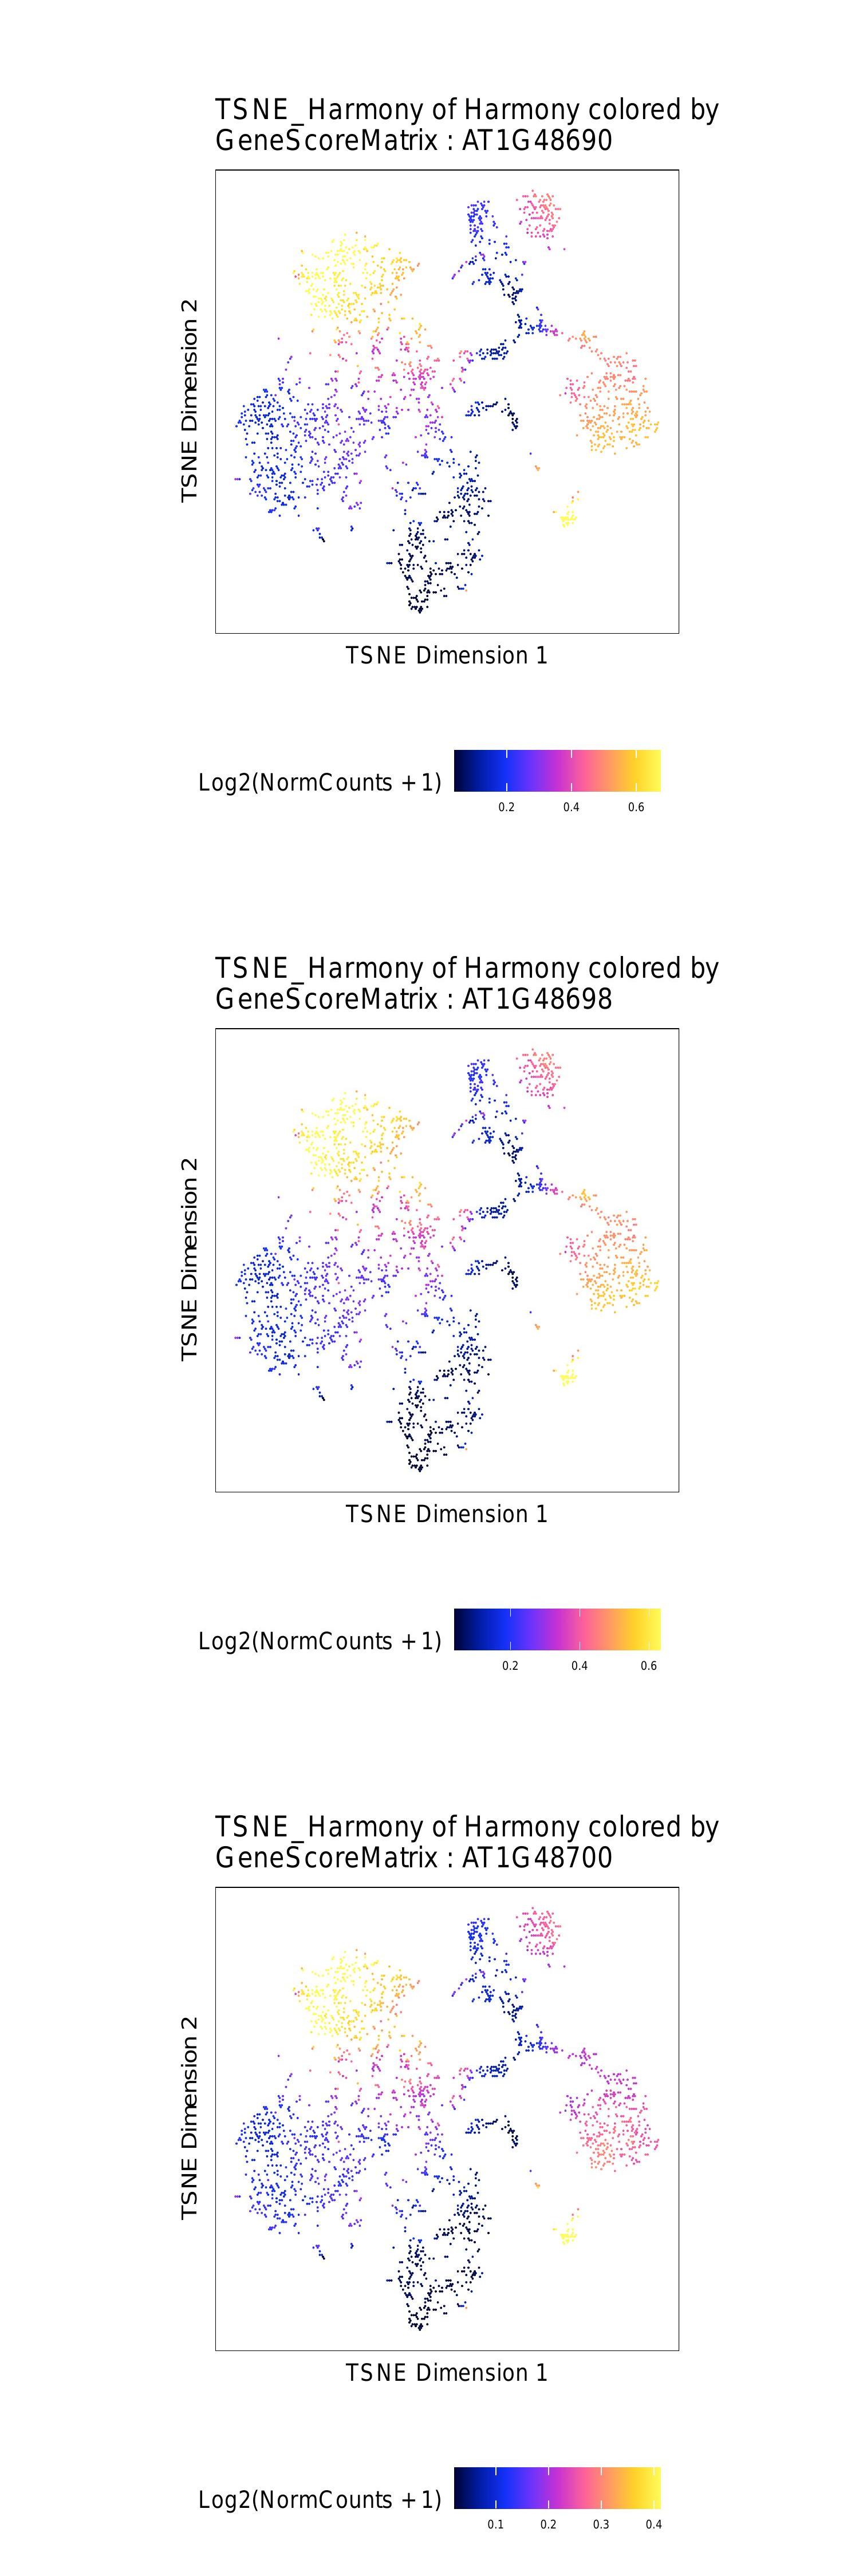 TSNE_Harmony of Harmony colored by
GeneScoreMatrix : AT1G48690
TSNE Dimension 2
TSNE Dimension 1
Log2(NormCounts + 1)
0.2 0.4 0.6
TSNE_Harmony of Harmony colored by
GeneScoreMatrix : AT1G48698
TSNE Dimension 2
TSNE Dimension 1
Log2(NormCounts + 1)
0.2 0.4 0.6
TSNE_Harmony of Harmony colored by
GeneScoreMatrix : AT1G48700
TSNE Dimension 2
TSNE Dimension 1
Log2(NormCounts + 1)
0.1 0.2 0.3 0.4